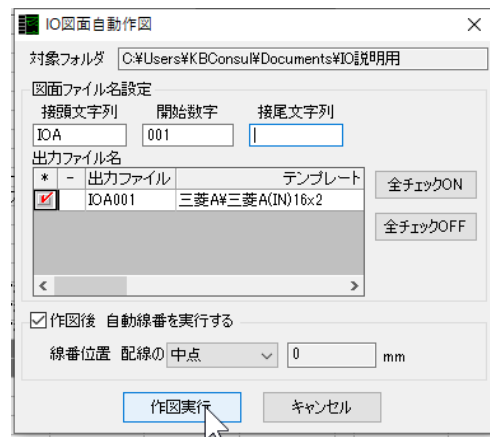 IO図面自動作図
対象フォルダ C:¥Users¥KBConsul¥Documents¥IO説明用
図面ファイル名設定
接頭文字列 開始数字 接尾文字列
IOA 001
出力ファイル名
* - 出力ファイル テンプレート
IOA001 三菱A¥三菱A(IN)16x2
全チェックON
全チェックOFF
作図後 自動線番を実行する
線番位置 配線の 中点 0 mm
作図実行 キャンセル